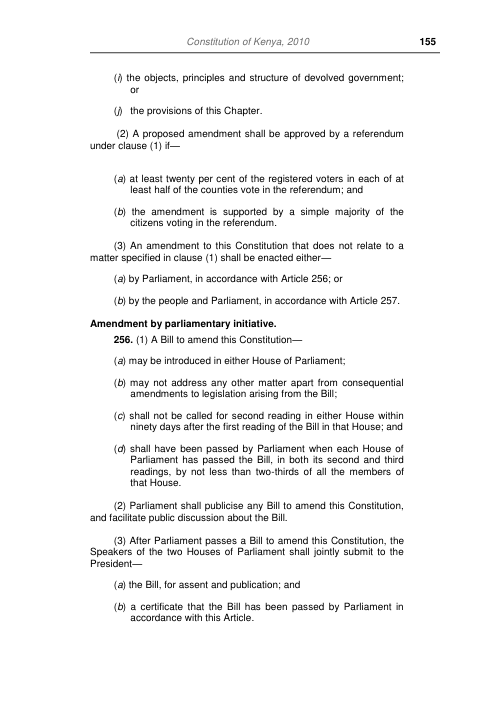 Constitution of Kenya, 2010 155
(i) the objects, principles and structure of devolved government;
or
(j) the provisions of this Chapter.
(2) A proposed amendment shall be approved by a referendum
under clause (1) if—
(a) at least twenty per cent of the registered voters in each of at
least half of the counties vote in the referendum; and
(b) the amendment is supported by a simple majority of the
citizens voting in the referendum.
(3) An amendment to this Constitution that does not relate to a
matter specified in clause (1) shall be enacted either—
(a) by Parliament, in accordance with Article 256; or
(b) by the people and Parliament, in accordance with Article 257.
Amendment by parliamentary initiative.
256. (1) A Bill to amend this Constitution—
(a) may be introduced in either House of Parliament;
(b) may not address any other matter apart from consequential
amendments to legislation arising from the Bill;
(c) shall not be called for second reading in either House within
ninety days after the first reading of the Bill in that House; and
(d) shall have been passed by Parliament when each House of
Parliament has passed the Bill, in both its second and third
readings, by not less than two-thirds of all the members of
that House.
(2) Parliament shall publicise any Bill to amend this Constitution,
and facilitate public discussion about the Bill.
(3) After Parliament passes a Bill to amend this Constitution, the
Speakers of the two Houses of Parliament shall jointly submit to the
President—
(a) the Bill, for assent and publication; and
(b) a certificate that the Bill has been passed by Parliament in
accordance with this Article.